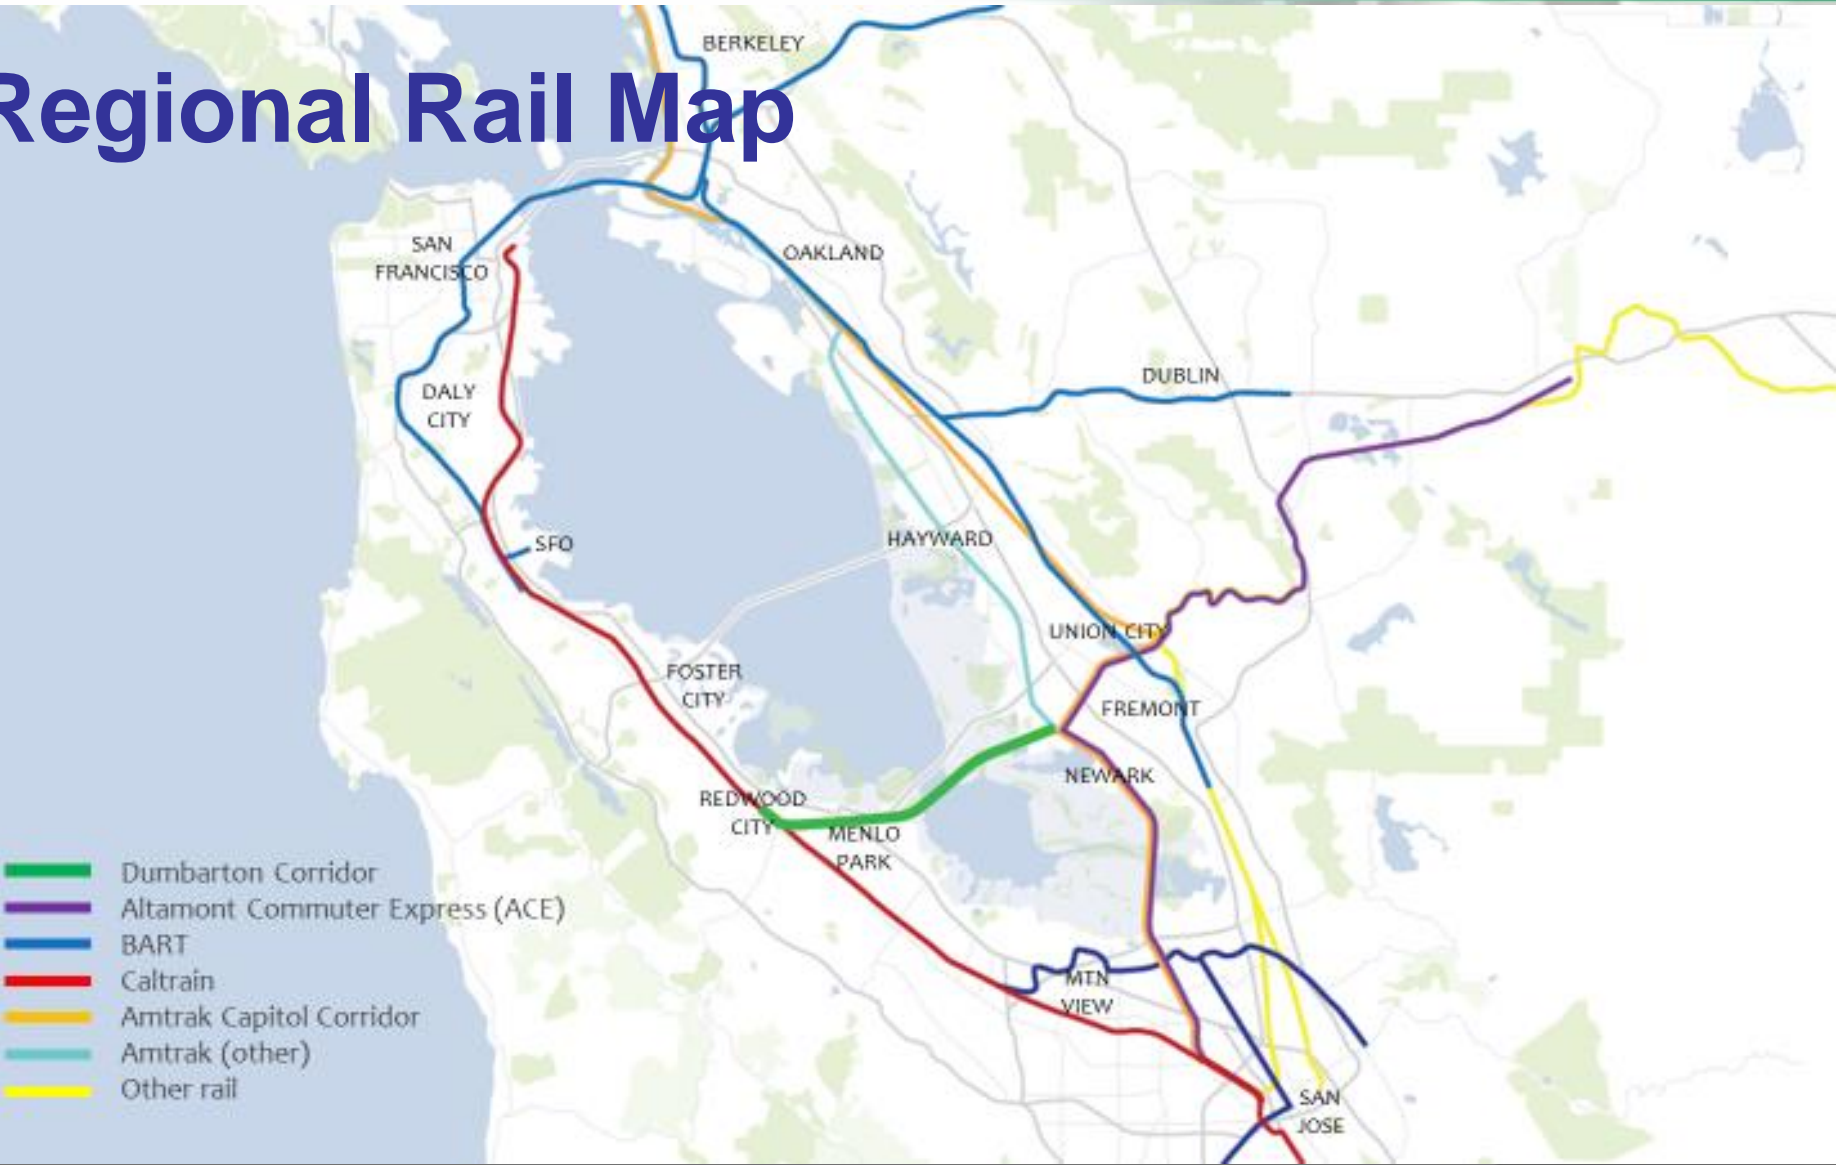 Regional Rail Map
BERKELEY
SAN
FRANCISCO
OAKLAND
DALY
CITY
DUBLIN
SFO
HAYWARD
UNION CITY
FOSTER
CITY
FREMONT
NEWARK
REDWOOD
CITY
MENLO
PARK
MTN
VIEW
SAN
JOSE
Dumbarton Corridor
Altamont Commuter Express (ACE)
BART
Caltrain
Amtrak Capitol Corridor
Amtrak (other)
Other rail